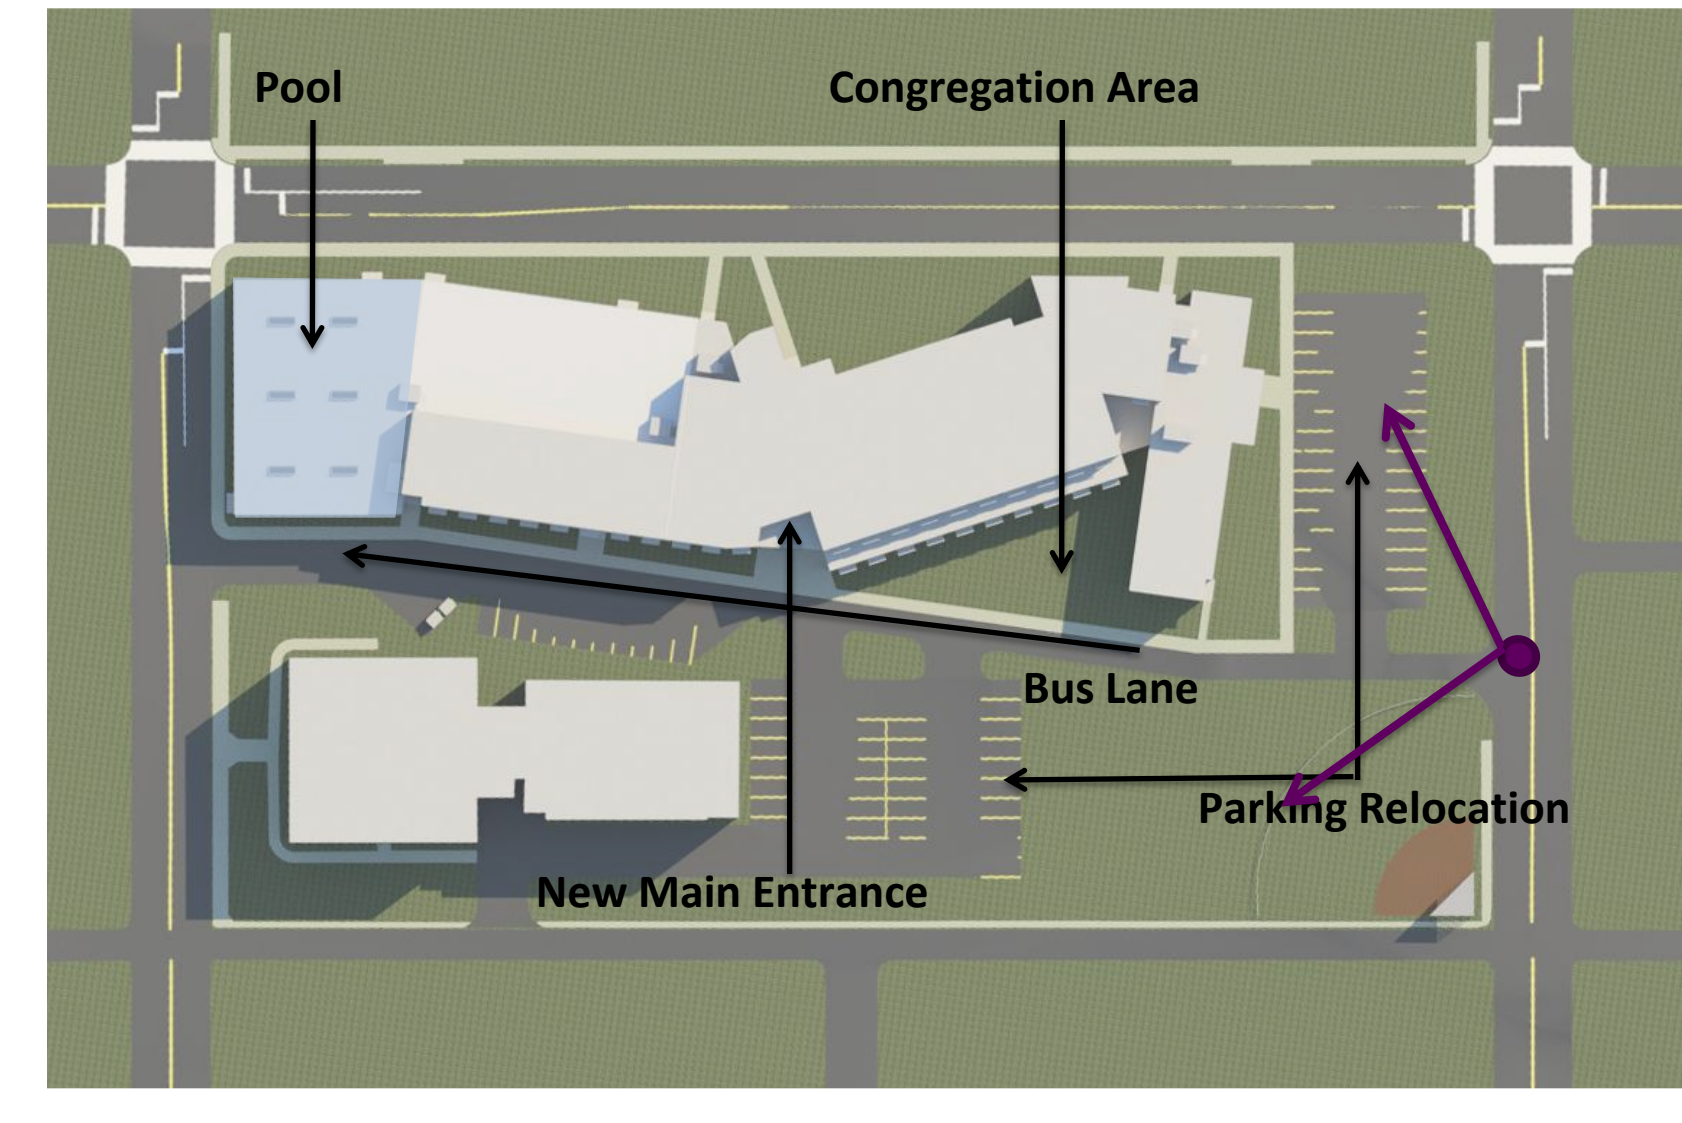 Pool
Congregation Area
Bus Lane
Parking Relocation
New Main Entrance